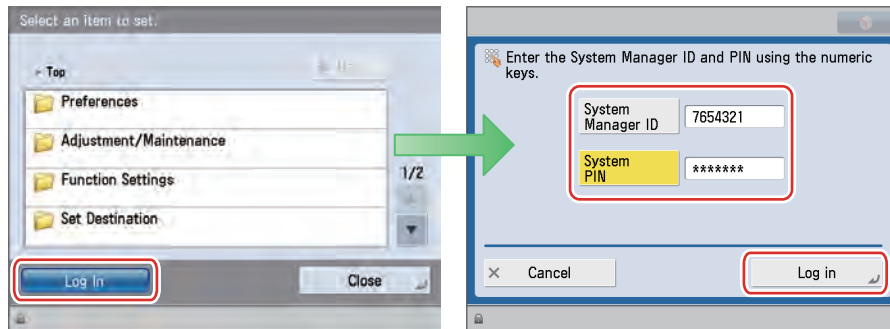 Select an item to set.
Top
Preferences
Adjustment/Maintenance
Function Settings
Set Destination
1/2
Log In
Close
Enter the System Manager ID and PIN using the numeric
keys.
System
Manager ID
7654321
System
PIN
*******
Cancel
Log in